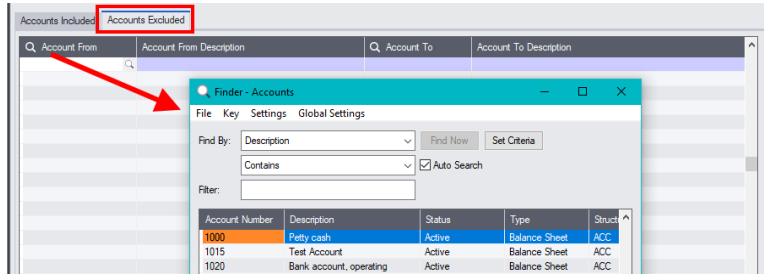 Accounts Included Accounts Excluded
Account From Account From Description Account To Account To Description
Finder - Accounts
File Key Settings Global Settings
Find By: Description Find Now Set Criteria
Contains Auto Search
Filter:
Account Number Description Status Type
1000 Petty cash Active Balance Sheet ACC
1015 Test Account Active Balance Sheet ACC
1020 Bank account, operating Active Balance Sheet ACC